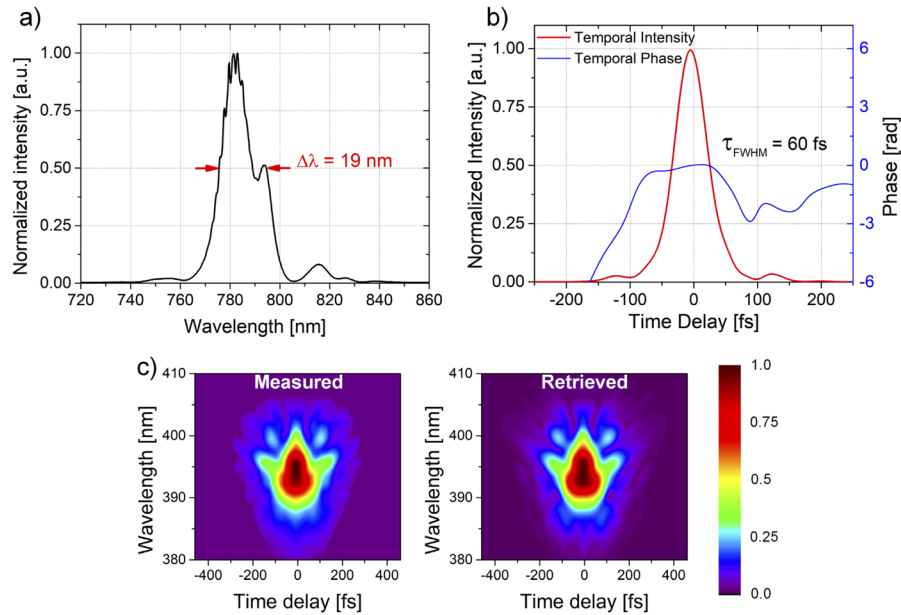 a)
Normalized intensity [a.u.]
1.00
0.75
0.50
0.25
0.00
Δλ = 19 nm
720 740 760 780 800 820 840 860
Wavelength [nm]
b)
Normalized Intensity [a.u.]
1.00
0.75
0.50
0.25
0.00
Temporal Intensity
Temporal Phase
τFWHM = 60 fs
6
3
0
-3
-6
Phase [rad]
-200 -100 0 100 200
Time Delay [fs]
c)
Wavelength [nm]
410
400
390
380
Measured
-400 -200 0 200 400
Time delay [fs]
Wavelength [nm]
410
400
390
380
Retrieved
-400 -200 0 200 400
Time delay [fs]
1.0
0.75
0.5
0.25
0.0